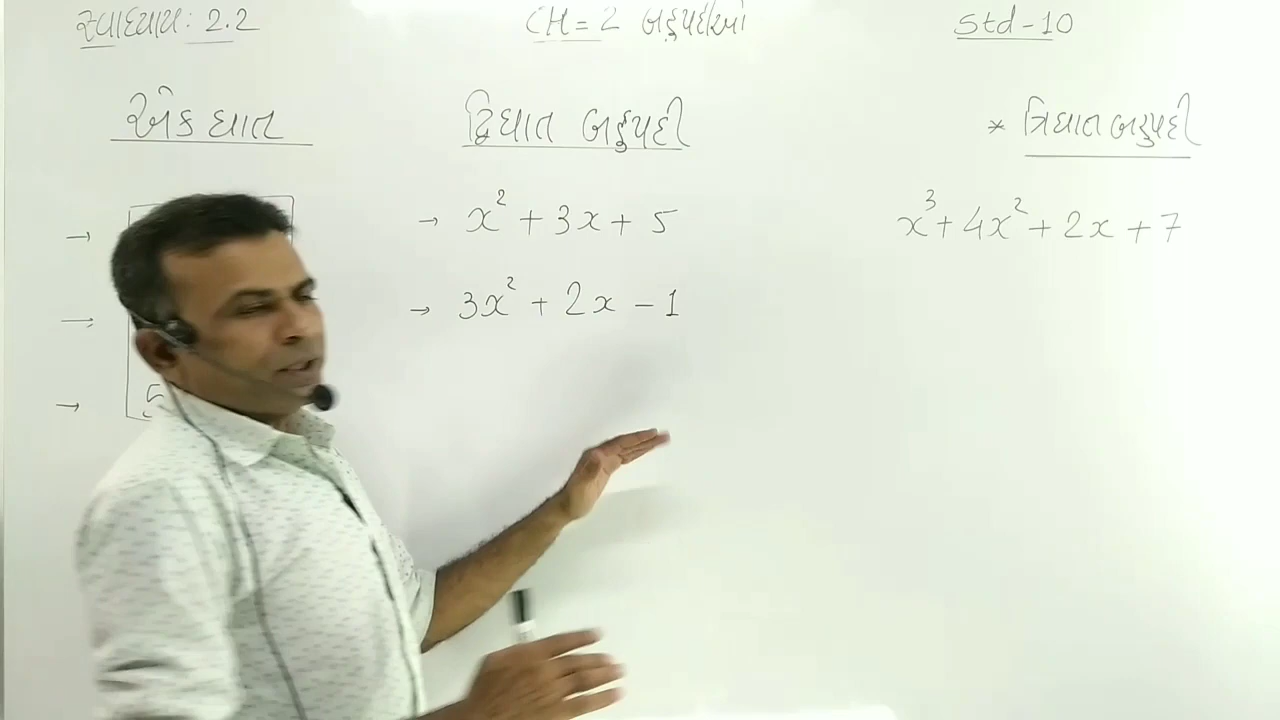 સ્વાધ્યાય: 2.2
CH = 2 બહુપદીઓ
Std - 10
એક ઘાત
દ્વિઘાત બહુપદી
* ત્રિઘાત બહુપદી
→
→ x² + 3x + 5
x³ + 4x² + 2x + 7
→
→ 3x² + 2x - 1
→ 5